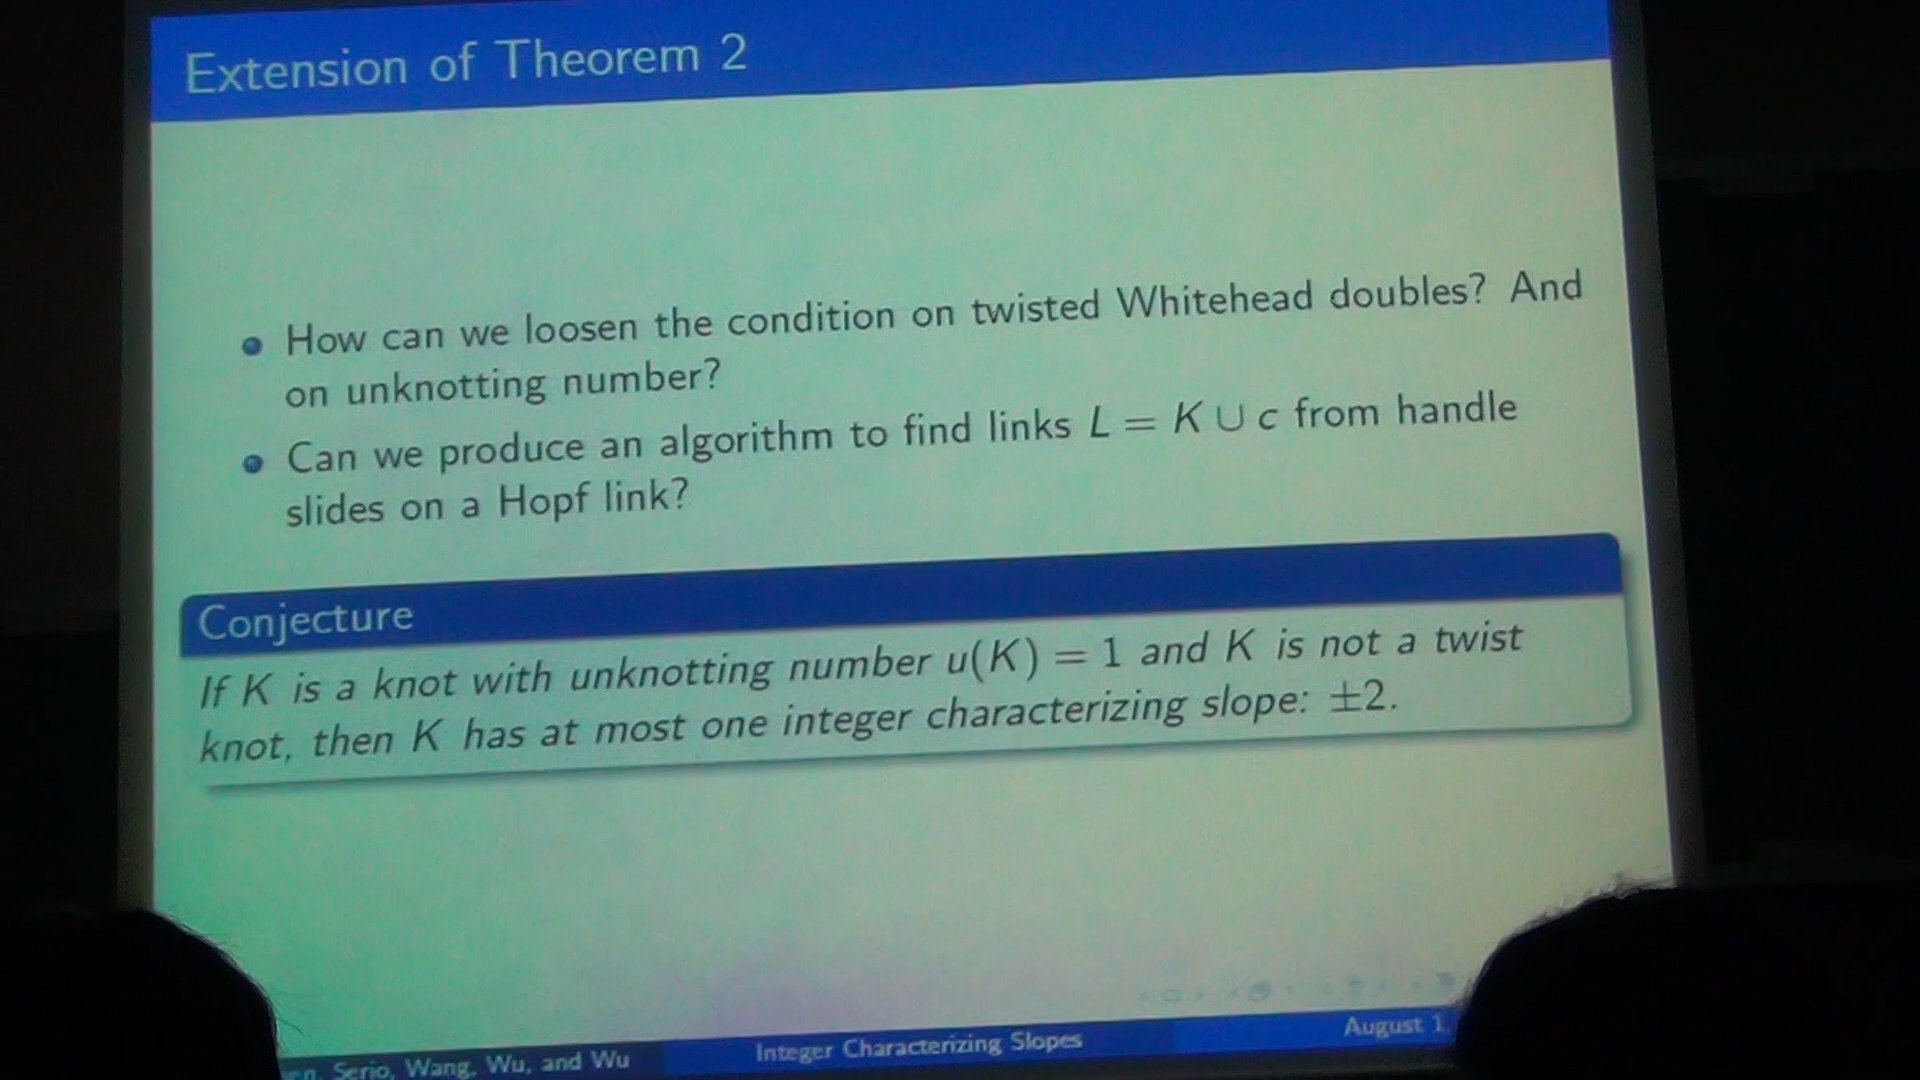 Extension of Theorem 2
How can we loosen the condition on twisted Whitehead doubles? And
on unknotting number?
Can we produce an algorithm to find links L = K ∪ c from handle
slides on a Hopf link?
Conjecture
If K is a knot with unknotting number u(K) = 1 and K is not a twist
knot, then K has at most one integer characterizing slope: ±2.
Serio, Wang, Wu, and Wu
Integer Characterizing Slopes
August 1,